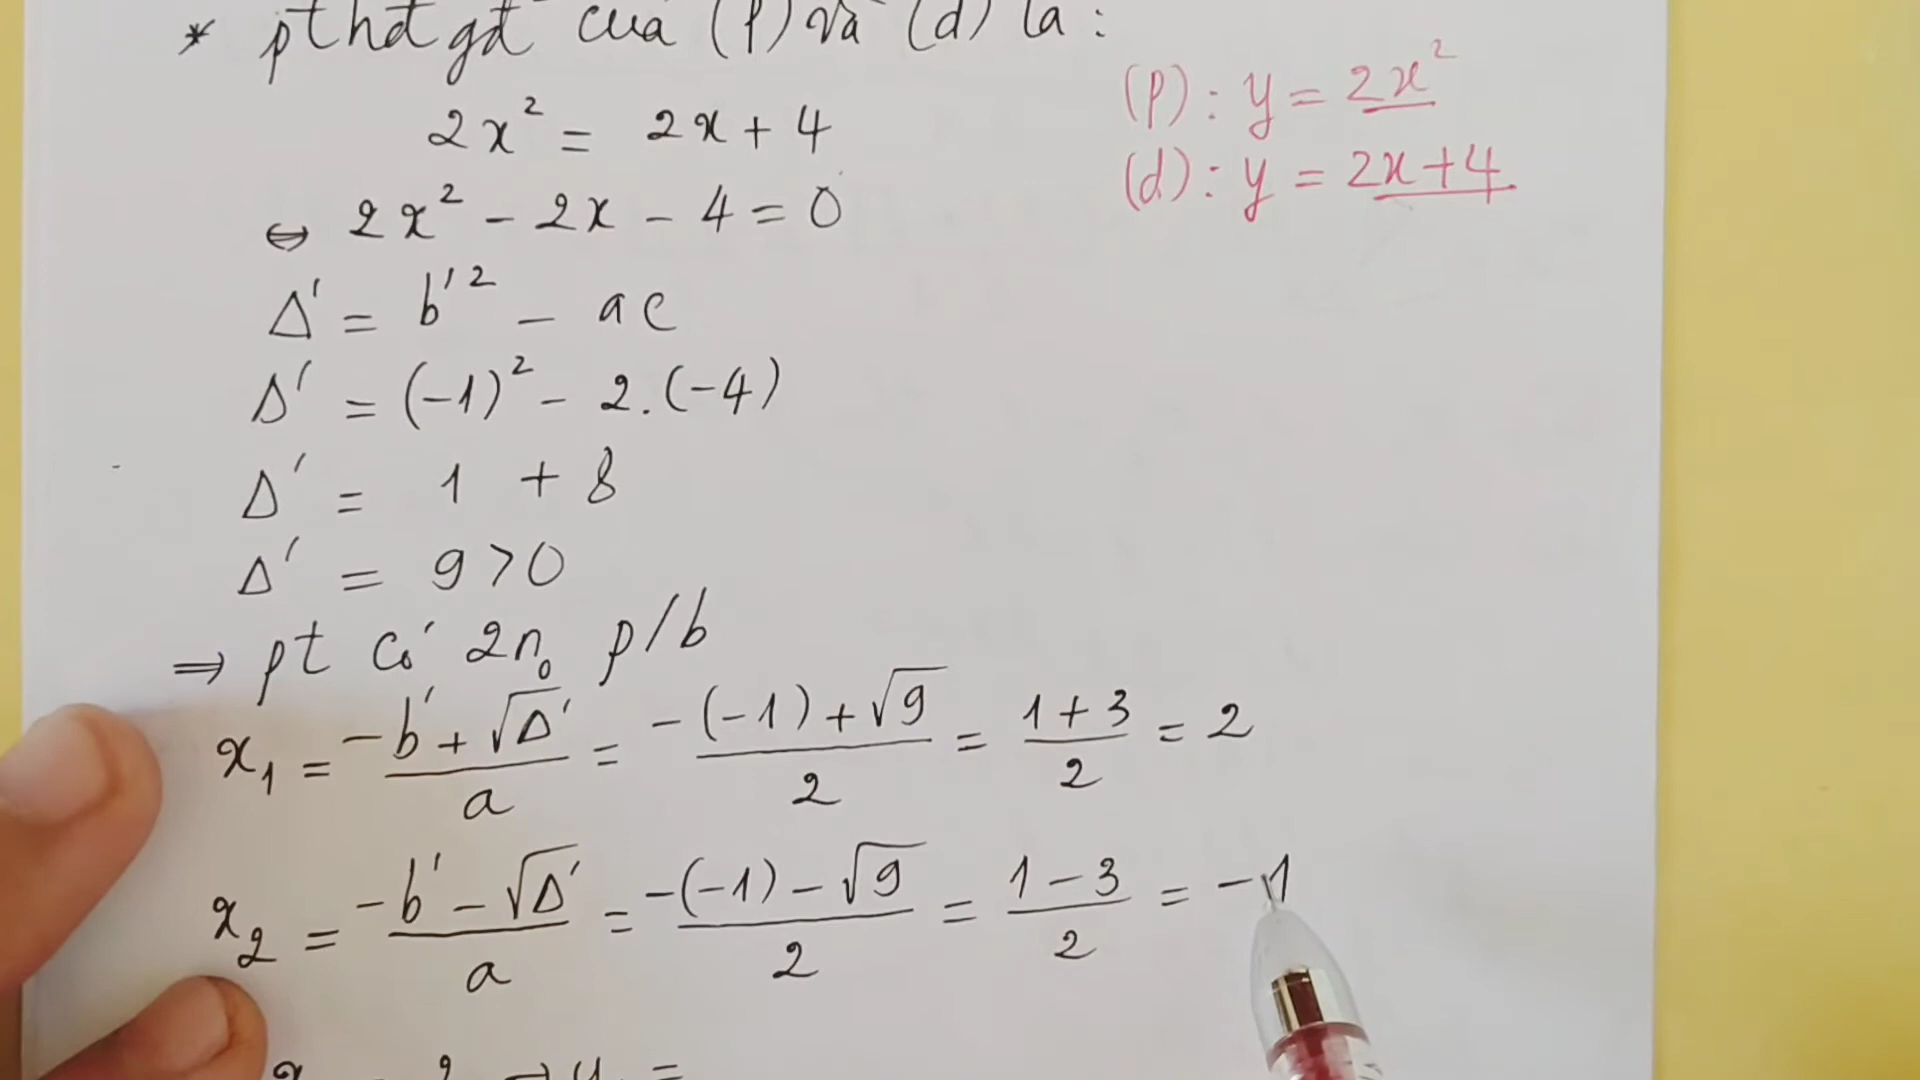 * pthđgđ của (P) và (d) là :
(P) : y = 2x²
2x² = 2x + 4
(d) : y = 2x+4
⇔ 2x² - 2x - 4 = 0
Δ' = b'² - ac
Δ' = (-1)² - 2.(-4)
Δ' = 1 + 8
Δ' = 9 > 0
⇒ pt có 2n₀ p/b
x₁ = (-b' + √Δ')/a = (-(-1) + √9)/2 = (1+3)/2 = 2
x₂ = (-b' - √Δ')/a = (-(-1) - √9)/2 = (1-3)/2 = -1